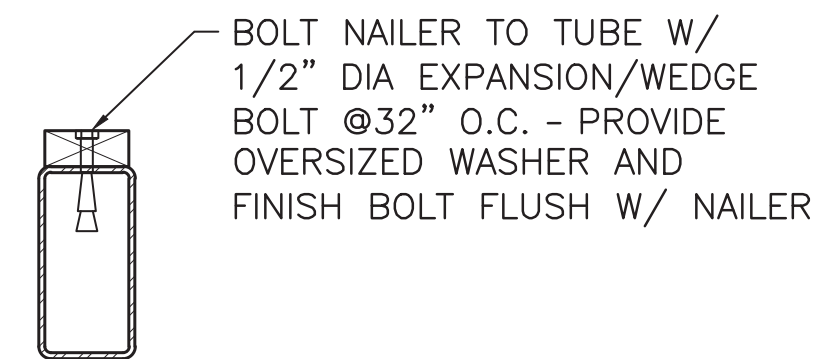 BOLT NAILER TO TUBE W/
1/2” DIA EXPANSION/WEDGE
BOLT @32” O.C. – PROVIDE
OVERSIZED WASHER AND
FINISH BOLT FLUSH W/ NAILER